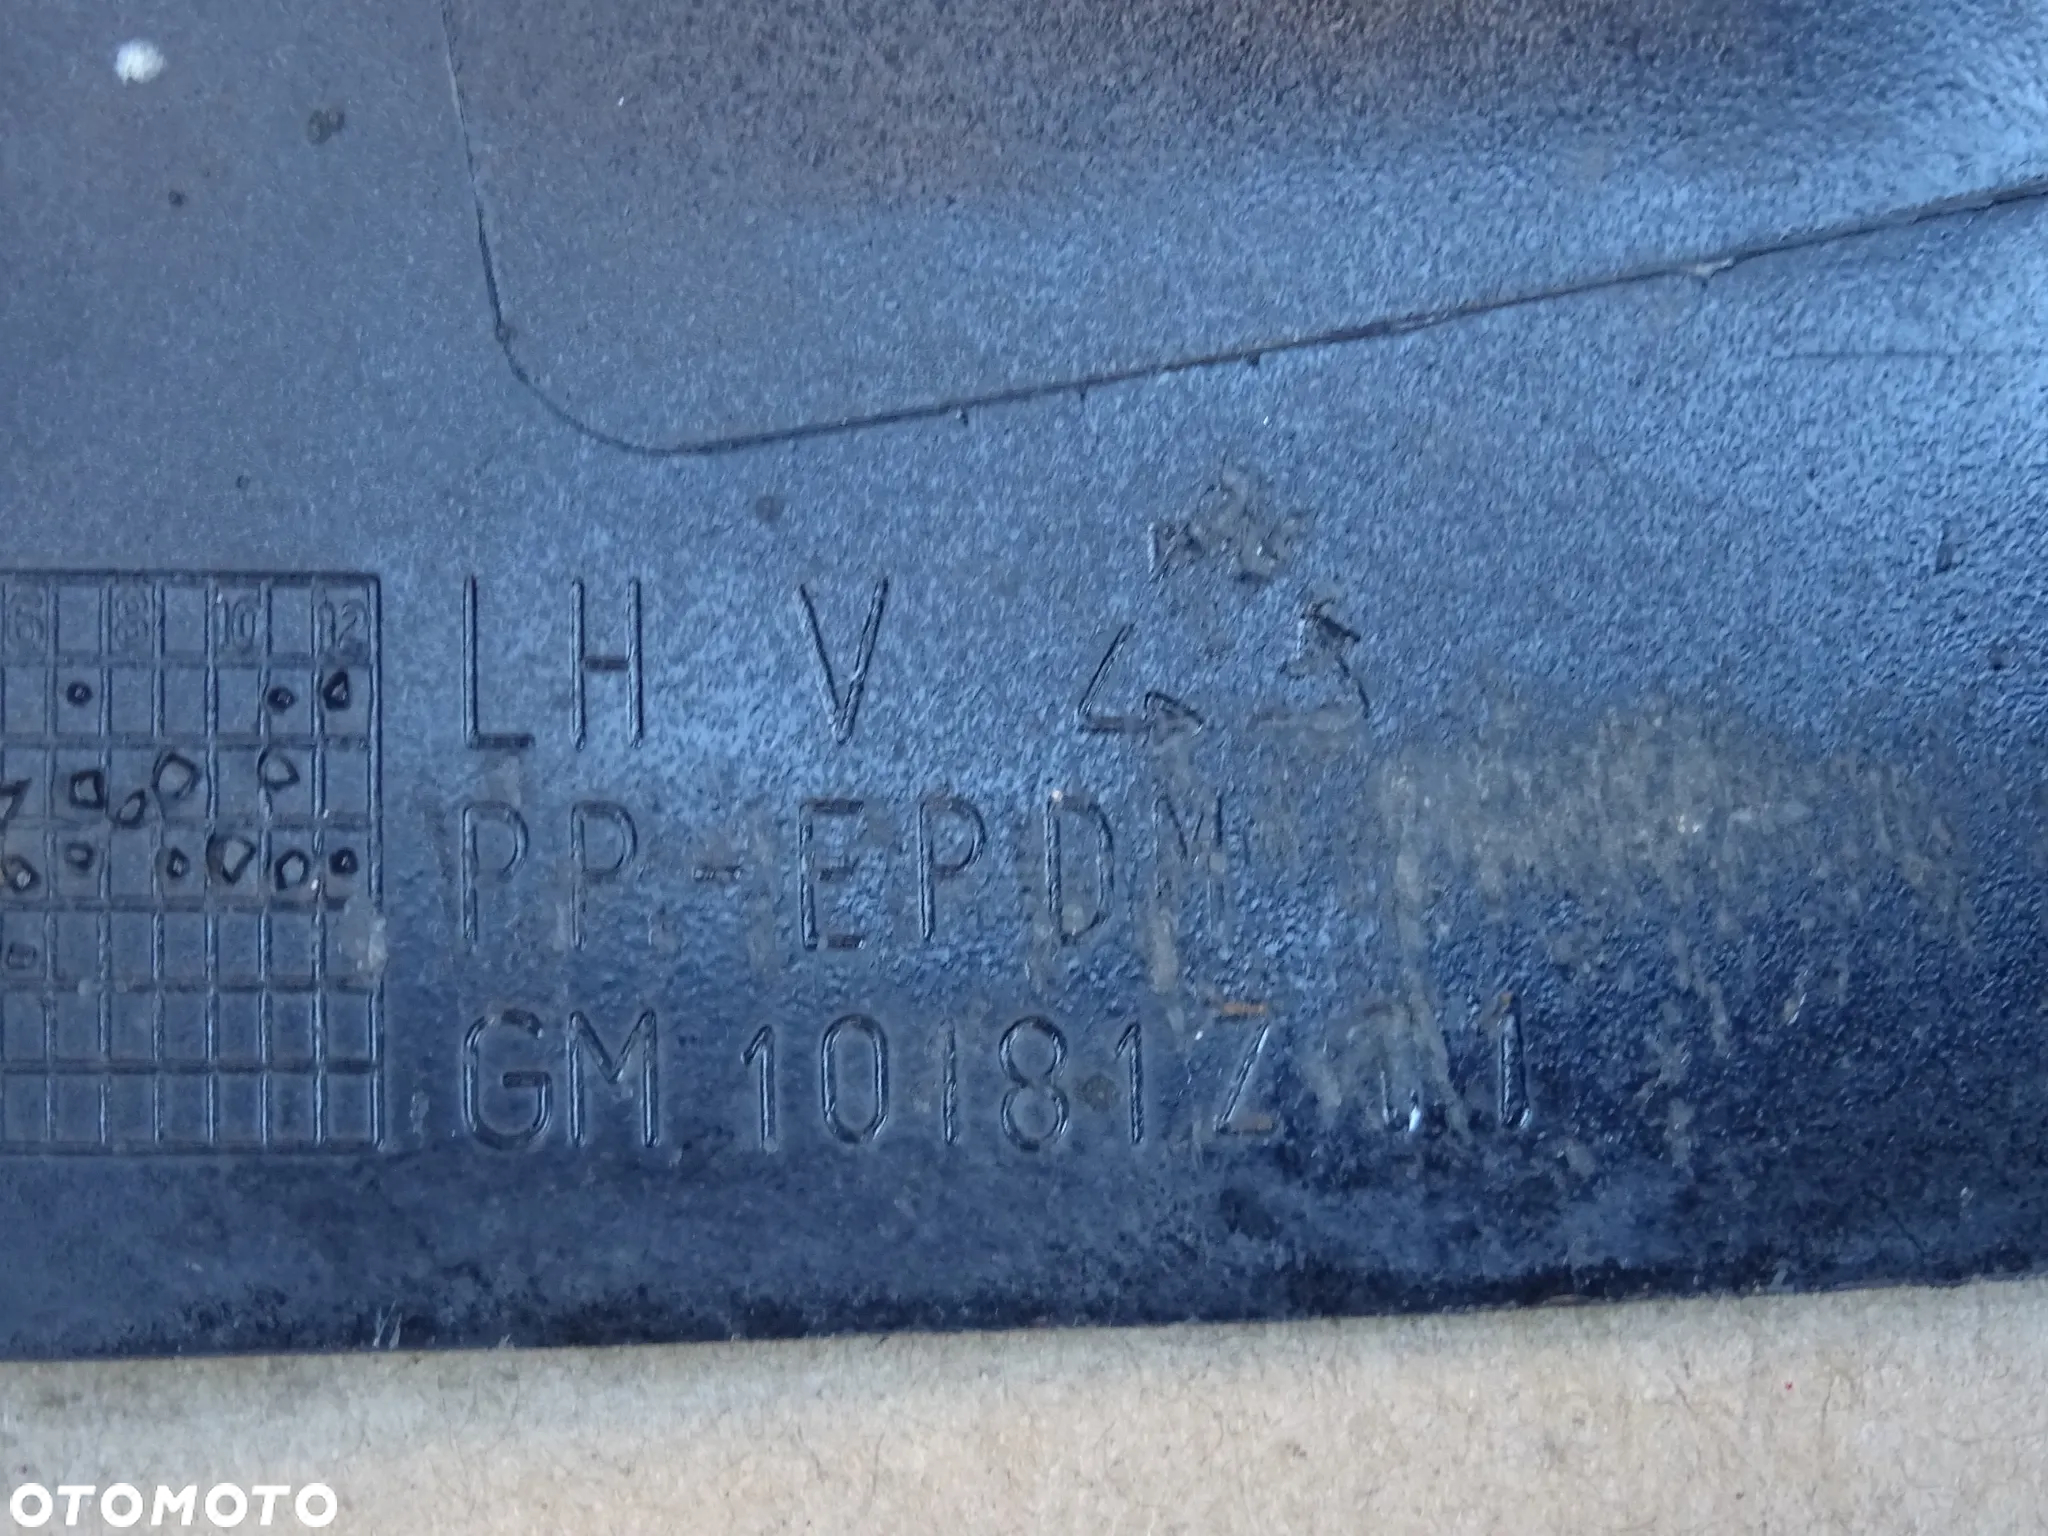 6 8 10 12
LH V
PP-EPDM
GM 10181Z
OTOMOTO